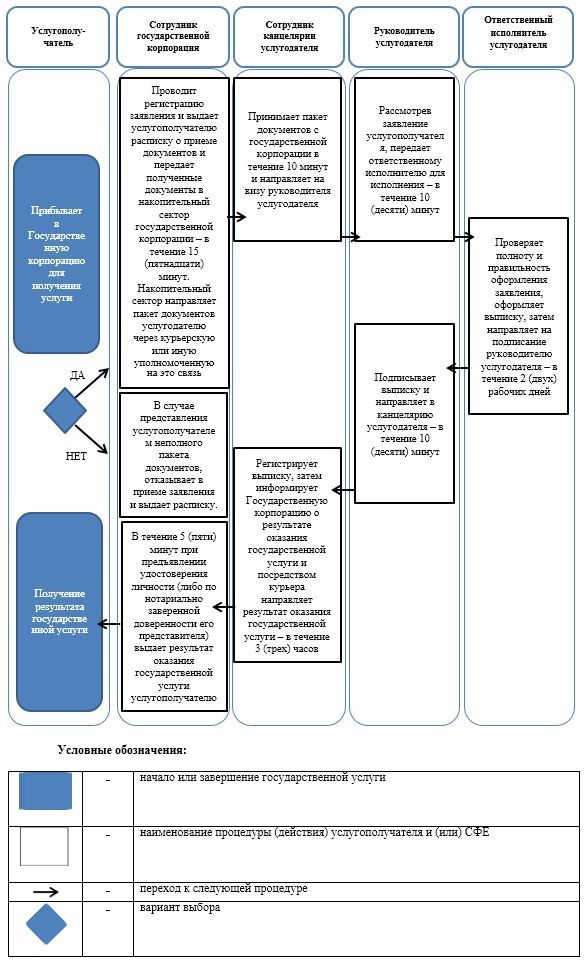 Услугополу-
чатель
Сотрудник
государственной
корпорация
Сотрудник
канцелярии
услугодателя
Руководитель
услугодателя
Ответственный
исполнитель
услугодателя
Прибывает
в
Государстве
нную
корпорацию
для
получения
услуги
ДА
НЕТ
Получение
результата
государстве
нной услуги
Проводит
регистрацию
заявления и выдает
услугополучателю
расписку о приеме
документов и
передает
полученные
документы в
накопительный
сектор
государственной
корпорации – в
течение 15
(пятнадцати)
минут.
Накопительный
сектор направляет
пакет документов
услугодателю
через курьерскую
или иную
уполномоченную
на это связь
В случае
представления
услугополучателе
м неполного
пакета
документов,
отказывает в
приеме заявления
и выдает расписку.
В течение 5 (пяти)
минут при
предъявлении
удостоверения
личности (либо по
нотариально
заверенной
доверенности его
представителя)
выдает результат
оказания
государственной
услуги
услугополучателю
Принимает пакет
документов с
государственной
корпорации в
течение 10 минут
и направляет на
визу руководителя
услугодателя
Регистрирует
выписку, затем
информирует
Государственную
корпорацию о
результате
оказания
государственной
услуги и
посредством
курьера
направляет
результат оказания
государственной
услуги – в течение
3 (трех) часов
Рассмотрев
заявление
услугополучател
я, передает
ответственному
исполнителю для
исполнения – в
течение 10
(десяти) минут
Подписывает
выписку и
направляет в
канцелярию
услугодателя – в
течение 10
(десяти) минут
Проверяет
полноту и
правильность
оформления
заявления,
оформляет
выписку, затем
направляет на
подписание
руководителю
услугодателя – в
течение 2 (двух)
рабочих дней
Условные обозначения:
- начало или завершение государственной услуги
- наименование процедуры (действия) услугополучателя и (или) СФЕ
- переход к следующей процедуре
- вариант выбора